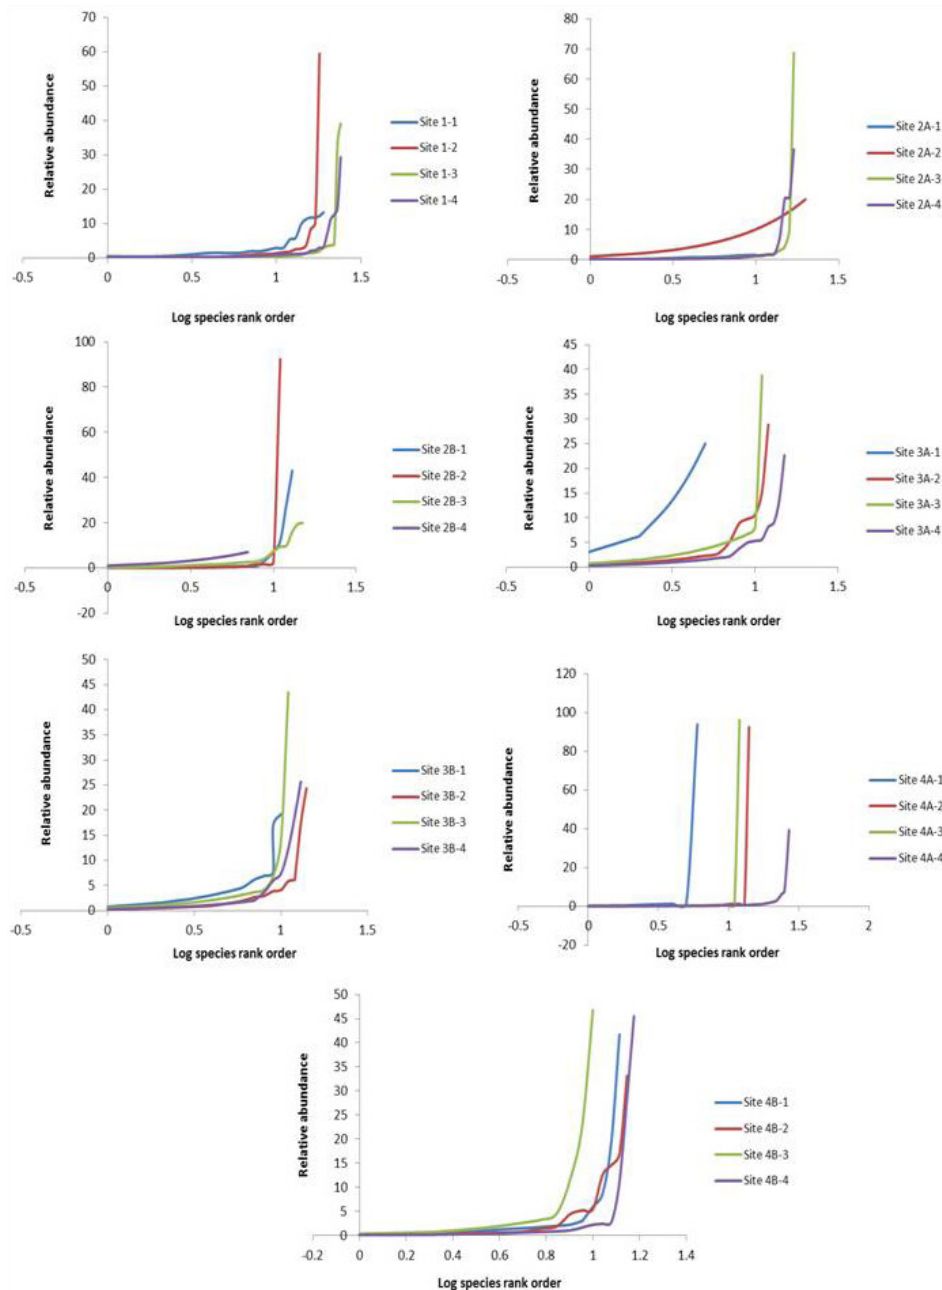 70
60
50
40
30
20
10
0
-0.5 0 0.5 1 1.5
Relative abundance
Log species rank order
Site 1-1
Site 1-2
Site 1-3
Site 1-4
80
70
60
50
40
30
20
10
0
-0.5 0 0.5 1 1.5
Relative abundance
Log species rank order
Site 2A-1
Site 2A-2
Site 2A-3
Site 2A-4
100
80
60
40
20
0
-20
-0.5 0 0.5 1 1.5
Relative abundance
Log species rank order
Site 2B-1
Site 2B-2
Site 2B-3
Site 2B-4
45
40
35
30
25
20
15
10
5
0
-0.5 0 0.5 1 1.5
Relative abundance
Log species rank order
Site 3A-1
Site 3A-2
Site 3A-3
Site 3A-4
50
45
40
35
30
25
20
15
10
5
0
-0.5 0 0.5 1 1.5
Relative abundance
Log species rank order
Site 3B-1
Site 3B-2
Site 3B-3
Site 3B-4
120
100
80
60
40
20
0
-20
-0.5 0 0.5 1 1.5 2
Relative abundance
Log species rank order
Site 4A-1
Site 4A-2
Site 4A-3
Site 4A-4
50
45
40
35
30
25
20
15
10
5
0
-0.2 0 0.2 0.4 0.6 0.8 1 1.2 1.4
Relative abundance
Log species rank order
Site 4B-1
Site 4B-2
Site 4B-3
Site 4B-4